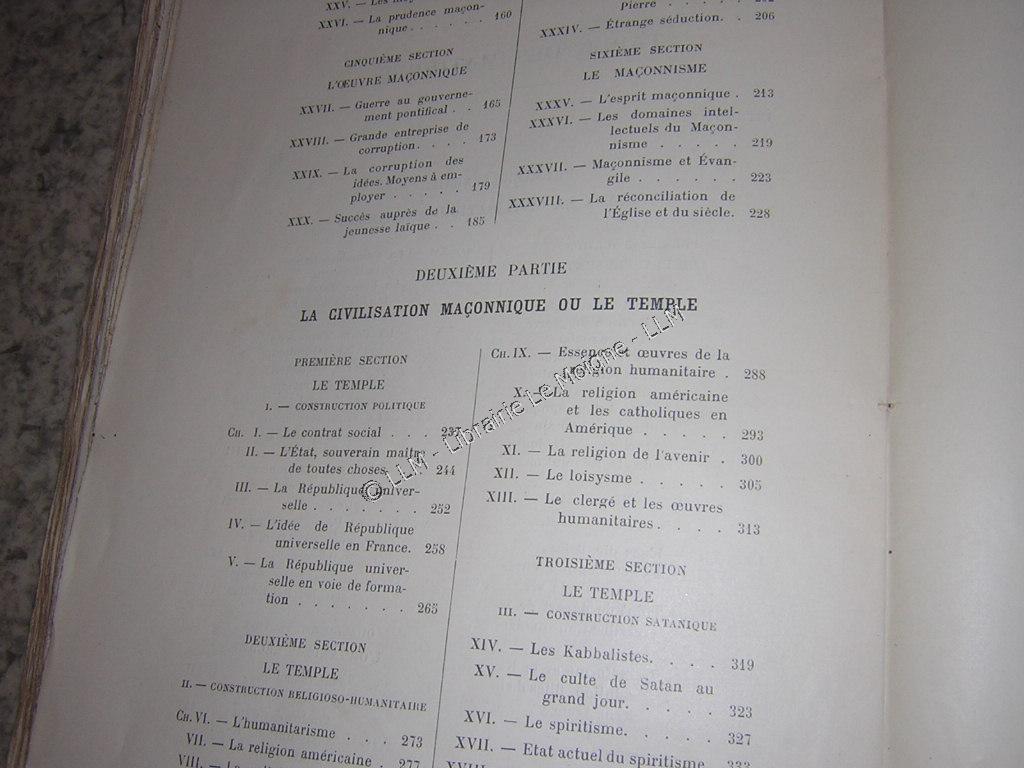 XXV. — Les
XXVI. — La prudence maçon-
nique . . . . 160
CINQUIÈME SECTION
L'ŒUVRE MAÇONNIQUE
XXVII. — Guerre au gouverne-
ment pontifical . . 165
XXVIII. — Grande entreprise de
corruption. . . . 173
XXIX. — La corruption des
idées. Moyens à em-
ployer . . . . . 179
XXX. — Succès auprès de la
jeunesse laïque . . 185
Pierre . . . . .
XXXIV. — Étrange séduction. . 206
SIXIÈME SECTION
LE MAÇONNISME
XXXV. — L'esprit maçonnique . 213
XXXVI. — Les domaines intel-
lectuels du Maçon-
nisme . . . . . 219
XXXVII. — Maçonnisme et Évan-
gile . . . . . . 223
XXXVIII. — La réconciliation de
l'Église et du siècle. 228
DEUXIÈME PARTIE
LA CIVILISATION MAÇONNIQUE OU LE TEMPLE
PREMIÈRE SECTION
LE TEMPLE
I. — CONSTRUCTION POLITIQUE
CH. I. — Le contrat social . . .
II. — L'État, souverain maître
de toutes choses. . . 244
III. — La République univer-
selle . . . . . . . 252
IV. — L'idée de République
universelle en France. 258
V. — La République univer-
selle en voie de forma-
tion . . . . . . . 265
DEUXIÈME SECTION
LE TEMPLE
II. — CONSTRUCTION RELIGIOSO-HUMANITAIRE
CH. VI. — L'humanitarisme . . . 273
VII. — La religion américaine . 277
VIII.
CH. IX. — Essence et œuvres de la
religion humanitaire . 288
X. — La religion américaine
et les catholiques en
Amérique . . . . . 293
XI. — La religion de l'avenir . 300
XII. — Le loisysme . . . . . 305
XIII. — Le clergé et les œuvres
humanitaires. . . . 313
TROISIÈME SECTION
LE TEMPLE
III. — CONSTRUCTION SATANIQUE
XIV. — Les Kabbalistes. . . . 319
XV. — Le culte de Satan au
grand jour. . . . . 323
XVI. — Le spiritisme. . . . . 327
XVII. — Etat actuel du spiritisme.
© LLM - Librairie Le Moigne - LLM